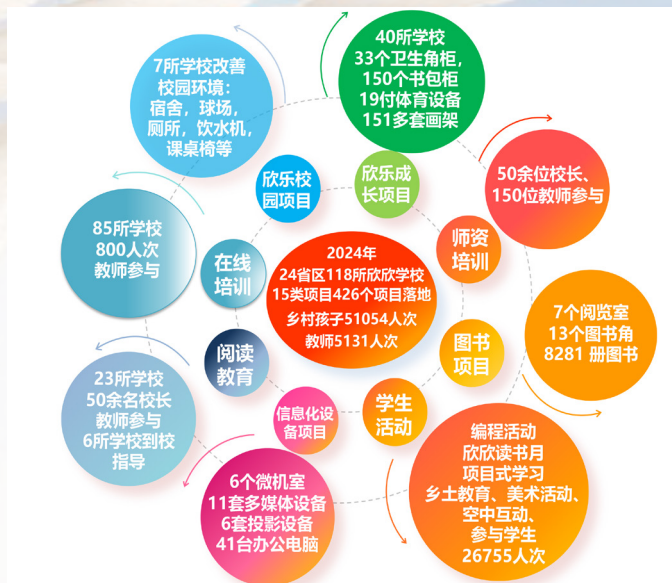 7所学校改善
校园环境：
宿舍，球场，
厕所，饮水机，
课桌椅等
40所学校
33个卫生角柜，
150个书包柜
19付体育设备
151多套画架
50余位校长、
150位教师参与
欣乐校
园项目
欣乐成
长项目
师资
培训
85所学校
800人次
教师参与
在线
培训
2024年
24省区118所欣欣学校
15类项目426个项目落地
乡村孩子51054人次
教师5131人次
7个阅览室
13个图书角
8281 册图书
图书
项目
阅读
教育
23所学校
50余名校长
教师参与
6所学校到校
指导
信息化设
备项目
学生
活动
6个微机室
11套多媒体设备
6套投影设备
41台办公电脑
编程活动
欣欣读书月
项目式学习
乡土教育、美术活动、
空中互动、
参与学生
26755人次